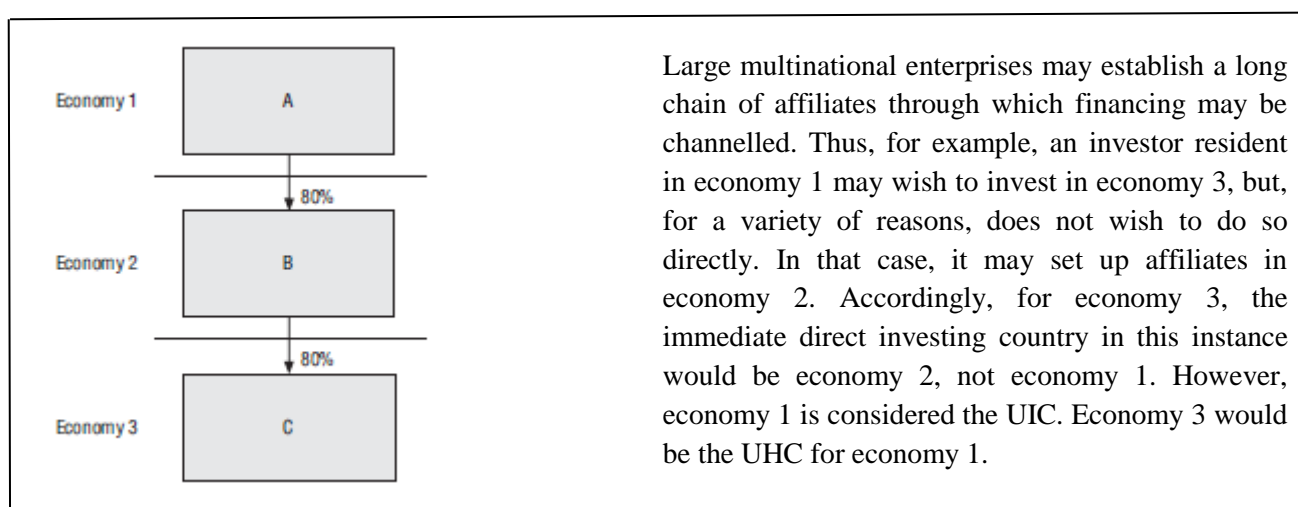 Economy 1
A
80%
Economy 2
B
80%
Economy 3
C
Large multinational enterprises may establish a long
chain of affiliates through which financing may be
channelled. Thus, for example, an investor resident
in economy 1 may wish to invest in economy 3, but,
for a variety of reasons, does not wish to do so
directly. In that case, it may set up affiliates in
economy 2. Accordingly, for economy 3, the
immediate direct investing country in this instance
would be economy 2, not economy 1. However,
economy 1 is considered the UIC. Economy 3 would
be the UHC for economy 1.